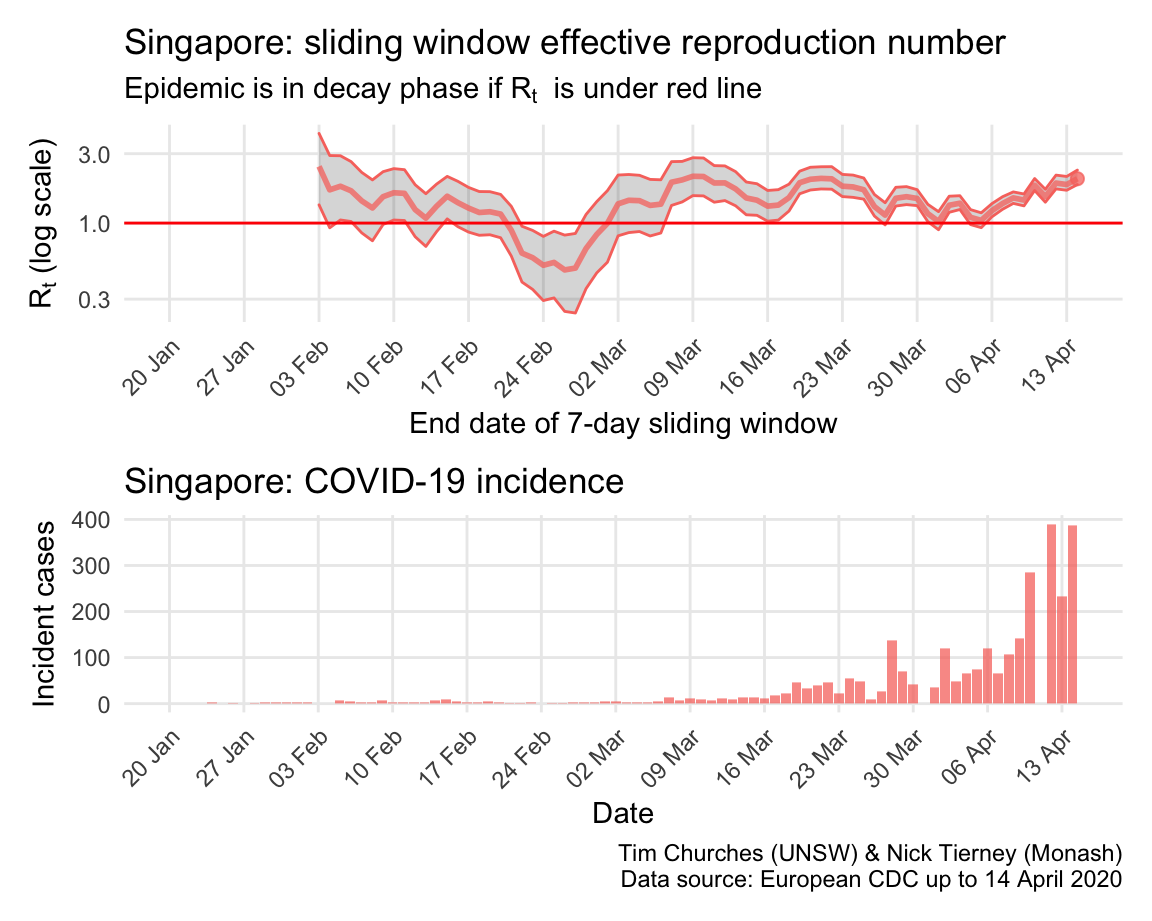 Singapore: sliding window effective reproduction number
Epidemic is in decay phase if Rt is under red line
Rt (log scale)
3.0
1.0
0.3
20 Jan
27 Jan
03 Feb
10 Feb
17 Feb
24 Feb
02 Mar
09 Mar
16 Mar
23 Mar
30 Mar
06 Apr
13 Apr
End date of 7-day sliding window
Singapore: COVID-19 incidence
Incident cases
400
300
200
100
0
20 Jan
27 Jan
03 Feb
10 Feb
17 Feb
24 Feb
02 Mar
09 Mar
16 Mar
23 Mar
30 Mar
06 Apr
13 Apr
Date
Tim Churches (UNSW) & Nick Tierney (Monash)
Data source: European CDC up to 14 April 2020